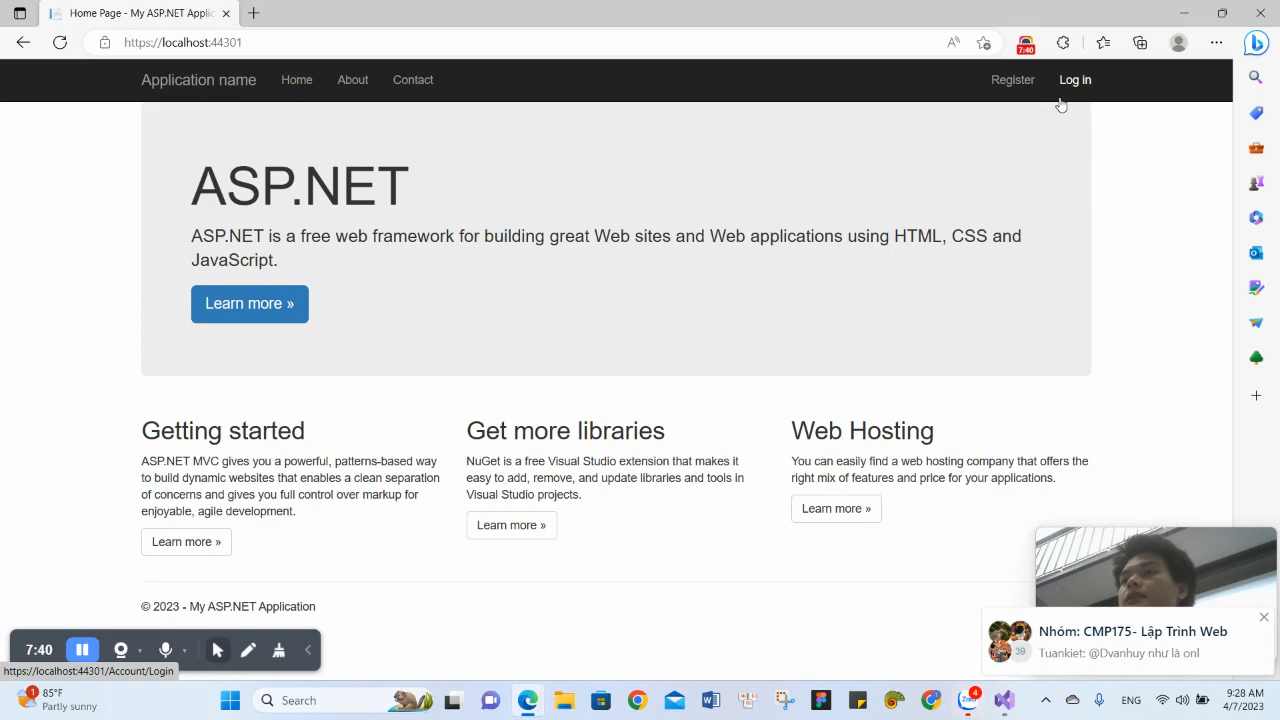 Home Page - My ASP.NET Applic
https://localhost:44301
7:40
Application name
Home
About
Contact
Register
Log in
ASP.NET
ASP.NET is a free web framework for building great Web sites and Web applications using HTML, CSS and
JavaScript.
Learn more »
Getting started
ASP.NET MVC gives you a powerful, patterns-based way
to build dynamic websites that enables a clean separation
of concerns and gives you full control over markup for
enjoyable, agile development.
Learn more »
Get more libraries
NuGet is a free Visual Studio extension that makes it
easy to add, remove, and update libraries and tools in
Visual Studio projects.
Learn more »
Web Hosting
You can easily find a web hosting company that offers the
right mix of features and price for your applications.
Learn more »
© 2023 - My ASP.NET Application
39
Nhóm: CMP175- Lập Trình Web
Tuankiet: @Dvanhuy như là onl
7:40
https://localhost:44301/Account/Login
1
85°F
Partly sunny
Search
Zalo
4
ENG
3:28 AM
4/7/2023